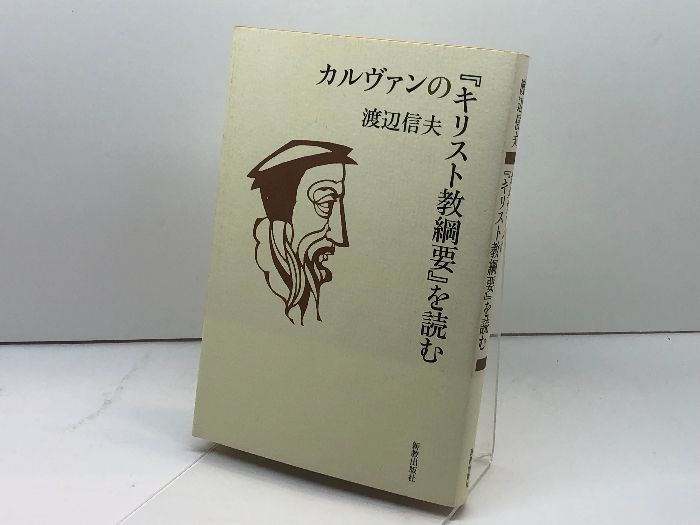 カルヴァンの
『キリスト教綱要』を読む
渡辺信夫
新教出版社
『キリスト教綱要』を読む